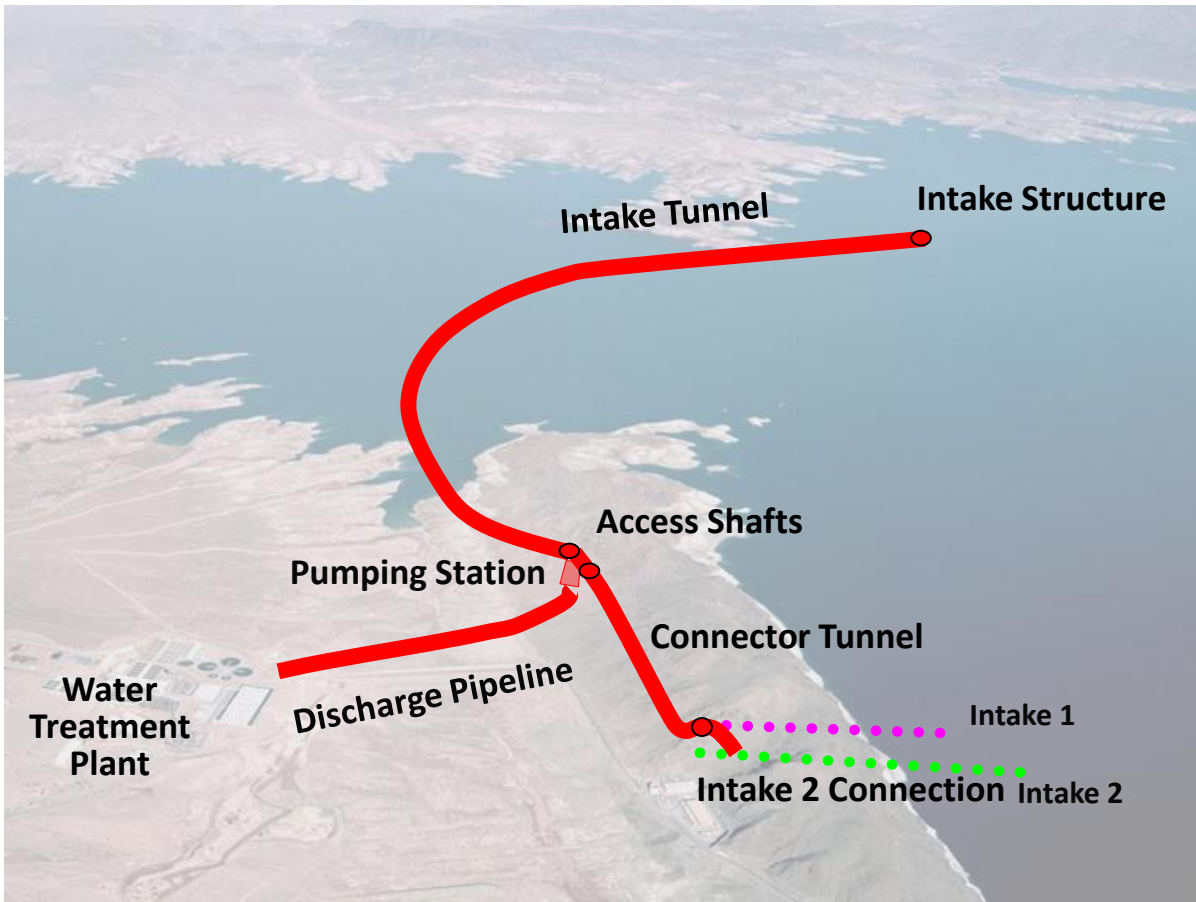 Intake Structure
Intake Tunnel
Access Shafts
Pumping Station
Connector Tunnel
Discharge Pipeline
Water
Treatment
Plant
Intake 1
Intake 2 Connection
Intake 2